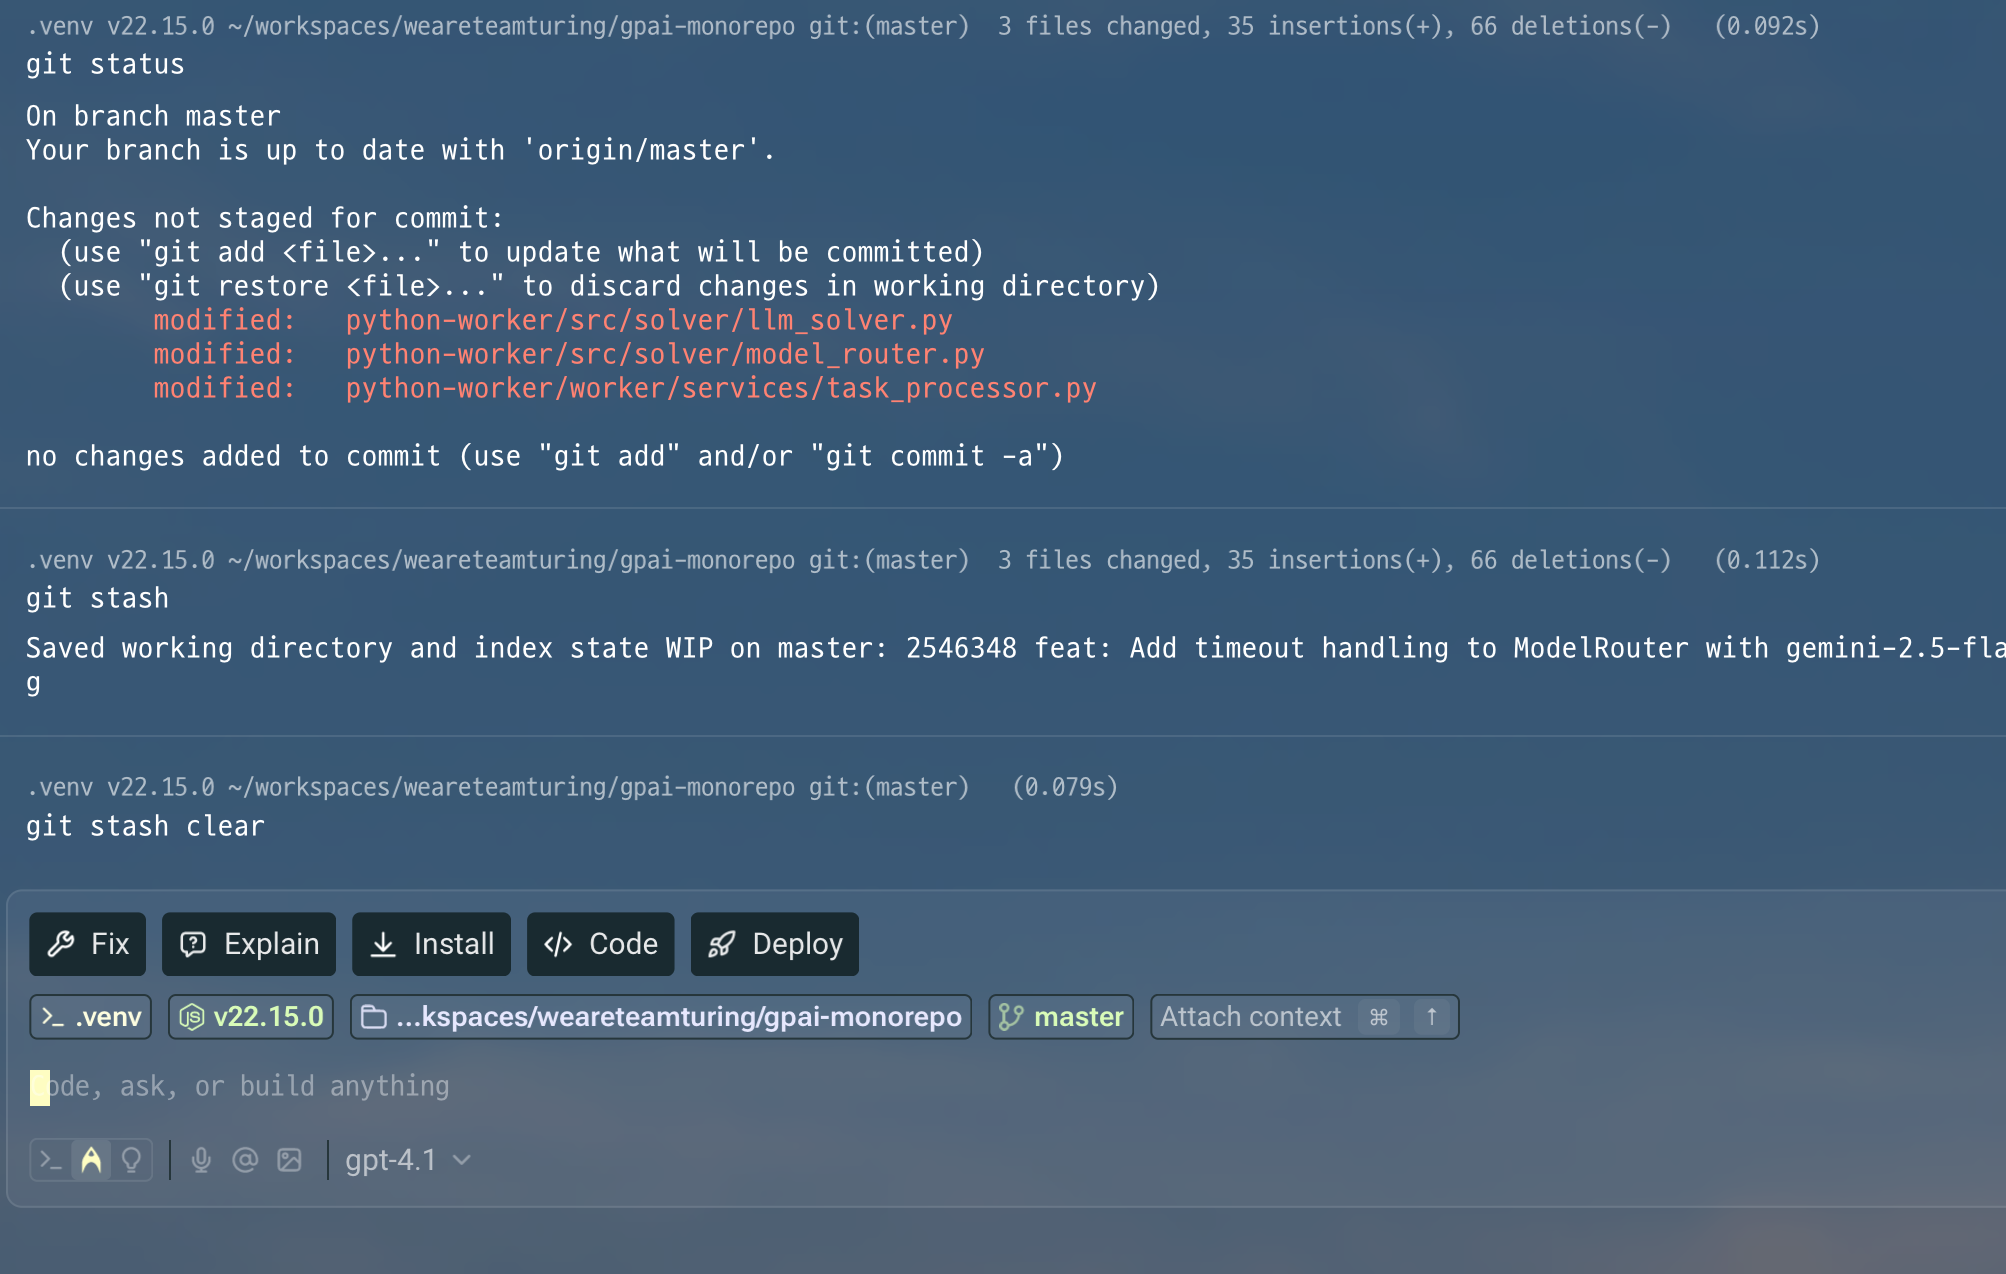 .venv v22.15.0 ~/workspaces/weareteamturing/gpai-monorepo git:(master)  3 files changed, 35 insertions(+), 66 deletions(-)   (0.092s)
git status
On branch master
Your branch is up to date with 'origin/master'.
Changes not staged for commit:
  (use "git add <file>..." to update what will be committed)
  (use "git restore <file>..." to discard changes in working directory)
        modified:   python-worker/src/solver/llm_solver.py
        modified:   python-worker/src/solver/model_router.py
        modified:   python-worker/worker/services/task_processor.py
no changes added to commit (use "git add" and/or "git commit -a")
.venv v22.15.0 ~/workspaces/weareteamturing/gpai-monorepo git:(master)  3 files changed, 35 insertions(+), 66 deletions(-)   (0.112s)
git stash
Saved working directory and index state WIP on master: 2546348 feat: Add timeout handling to ModelRouter with gemini-2.5-fla
g
.venv v22.15.0 ~/workspaces/weareteamturing/gpai-monorepo git:(master)   (0.079s)
git stash clear
Fix Explain Install Code Deploy
.venv v22.15.0 ...kspaces/weareteamturing/gpai-monorepo master Attach context ⌘ ↑
ode, ask, or build anything
gpt-4.1